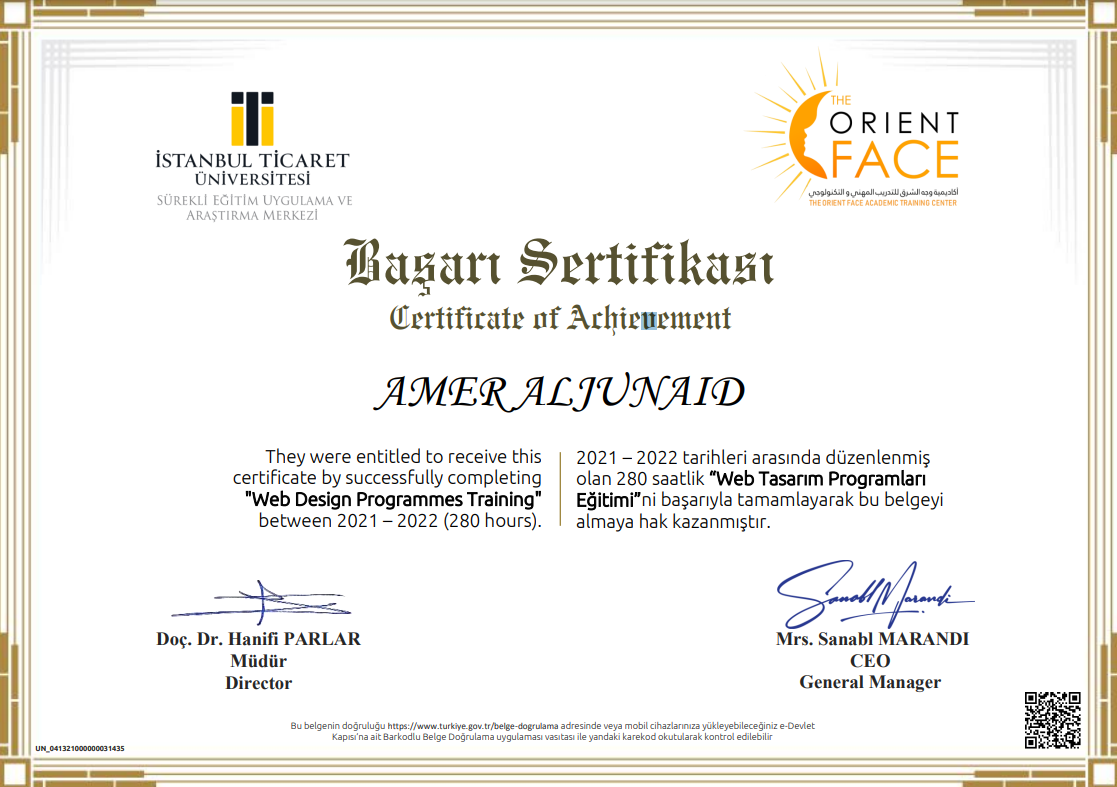 İSTANBUL TİCARET
ÜNİVERSİTESİ
SÜREKLİ EĞİTİM UYGULAMA VE
ARAŞTIRMA MERKEZİ
THE
ORIENT
FACE
أكاديمية وجه الشرق للتدريب المهني و التكنولوجي
THE ORIENT FACE ACADEMIC TRAINING CENTER
Başarı Sertifikası
Certificate of Achievement
AMER ALJUNAID
They were entitled to receive this
certificate by successfully completing
"Web Design Programmes Training"
between 2021 – 2022 (280 hours).
2021 – 2022 tarihleri arasında düzenlenmiş
olan 280 saatlik “Web Tasarım Programları
Eğitimi”ni başarıyla tamamlayarak bu belgeyi
almaya hak kazanmıştır.
Sanabl Marandi
Doç. Dr. Hanifi PARLAR
Müdür
Director
Mrs. Sanabl MARANDI
CEO
General Manager
Bu belgenin doğruluğu https://www.turkiye.gov.tr/belge-dogrulama adresinde veya mobil cihazlarınıza yükleyebileceğiniz e-Devlet
Kapısı'na ait Barkodlu Belge Doğrulama uygulaması vasıtası ile yandaki karekod okutularak kontrol edilebilir
UN_041321000000031435